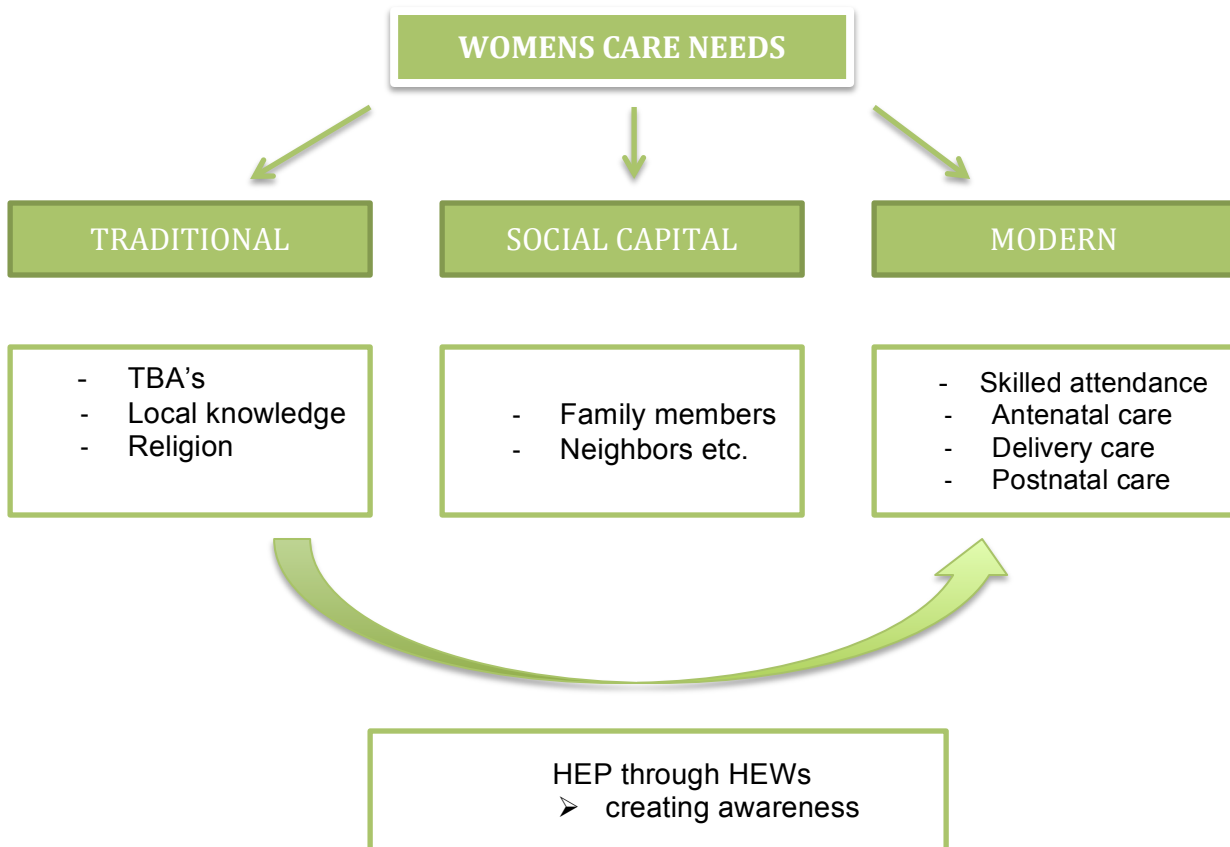 WOMENS CARE NEEDS
TRADITIONAL
SOCIAL CAPITAL
MODERN
- TBA’s
- Local knowledge
- Religion
- Family members
- Neighbors etc.
- Skilled attendance
- Antenatal care
- Delivery care
- Postnatal care
HEP through HEWs
➢ creating awareness